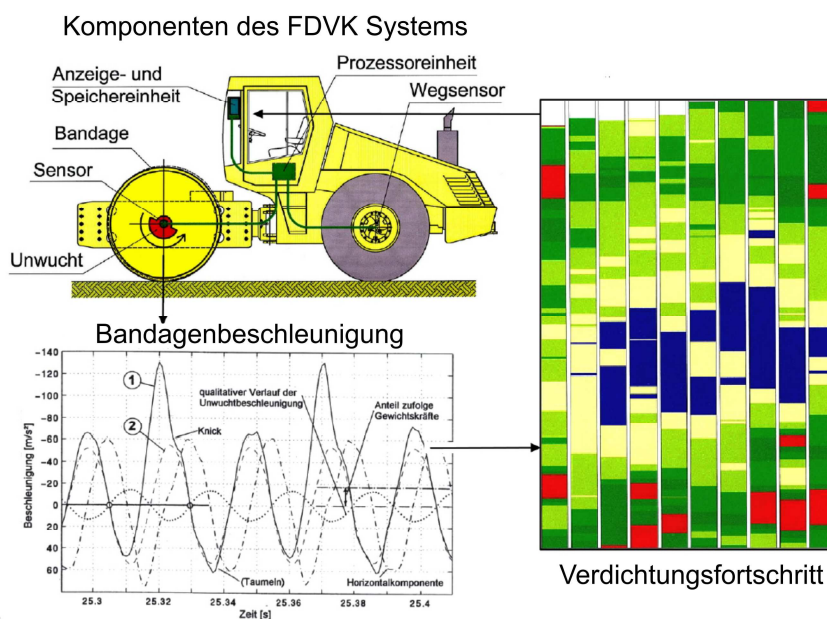 Komponenten des FDVK Systems
Anzeige- und
Speichereinheit
Prozessoreinheit
Wegsensor
Bandage
Sensor
Unwucht
Bandagenbeschleunigung
-140
-120
-100
-80
-60
-40
-20
0
20
40
60
Beschleunigung [m/s²]
1
2
Knick
qualitativer Verlauf der
Unwuchtbeschleunigung
Anteil zufolge
Gewichtskräfte
(Taumeln)
Horizontalkomponente
25.3
25.32
25.34
25.36
25.38
25.4
Zeit [s]
Verdichtungsfortschritt